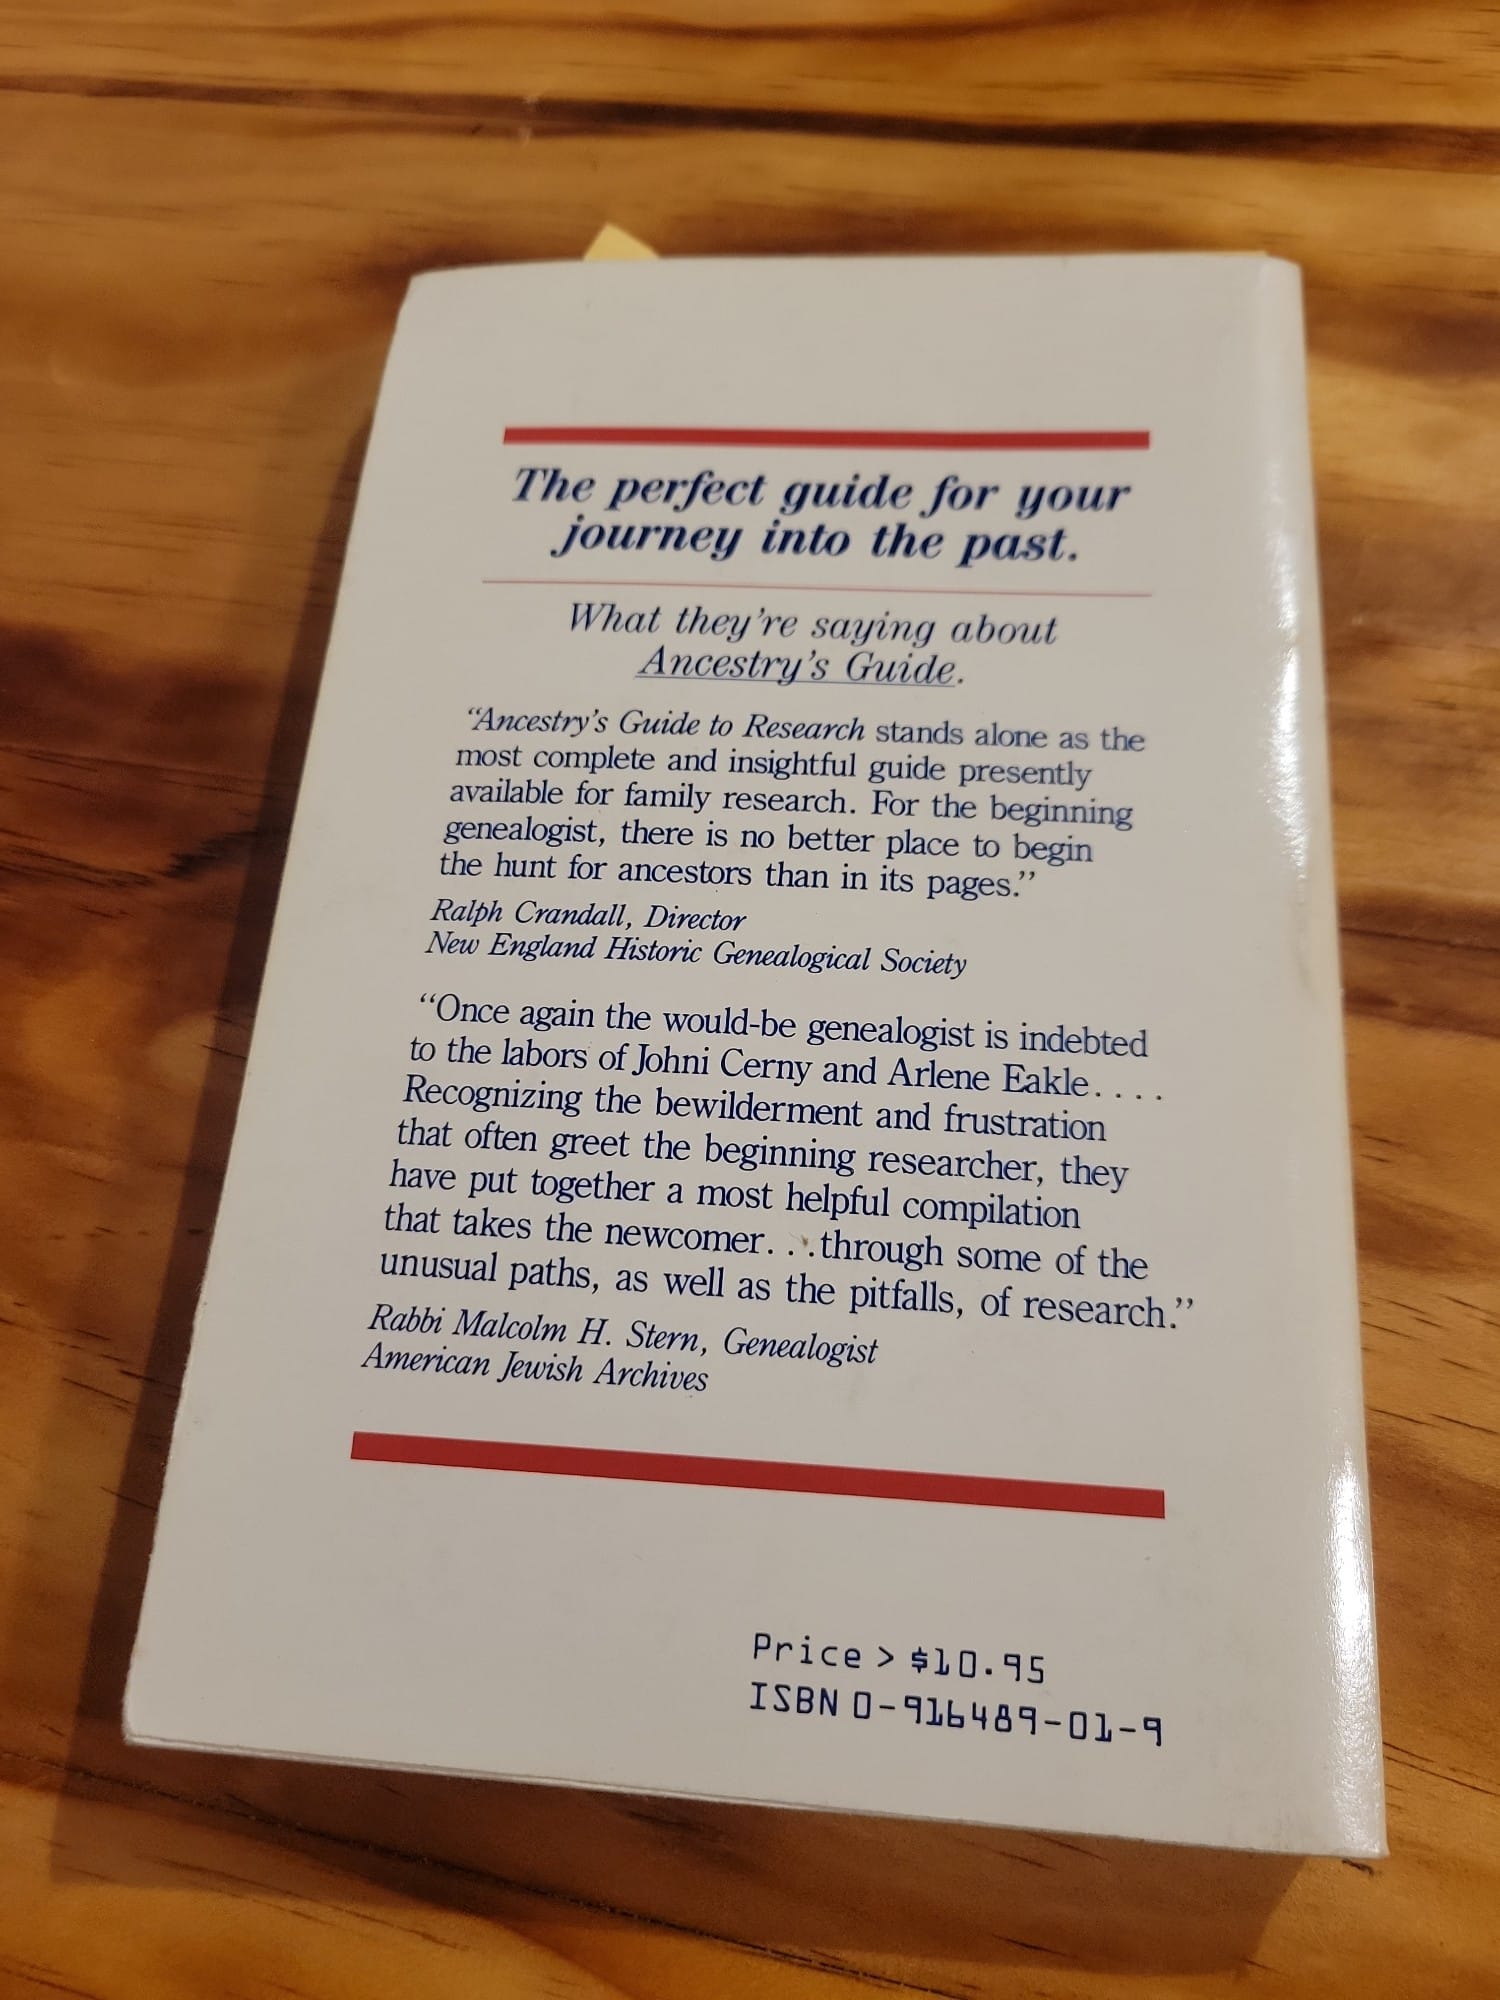 The perfect guide for your
journey into the past.
What they're saying about
Ancestry's Guide.
“Ancestry's Guide to Research stands alone as the
most complete and insightful guide presently
available for family research. For the beginning
genealogist, there is no better place to begin
the hunt for ancestors than in its pages.”
Ralph Crandall, Director
New England Historic Genealogical Society
“Once again the would-be genealogist is indebted
to the labors of Johni Cerny and Arlene Eakle. . . .
Recognizing the bewilderment and frustration
that often greet the beginning researcher, they
have put together a most helpful compilation
that takes the newcomer. . .through some of the
unusual paths, as well as the pitfalls, of research.”
Rabbi Malcolm H. Stern, Genealogist
American Jewish Archives
Price > $10.95
ISBN 0-916489-01-9